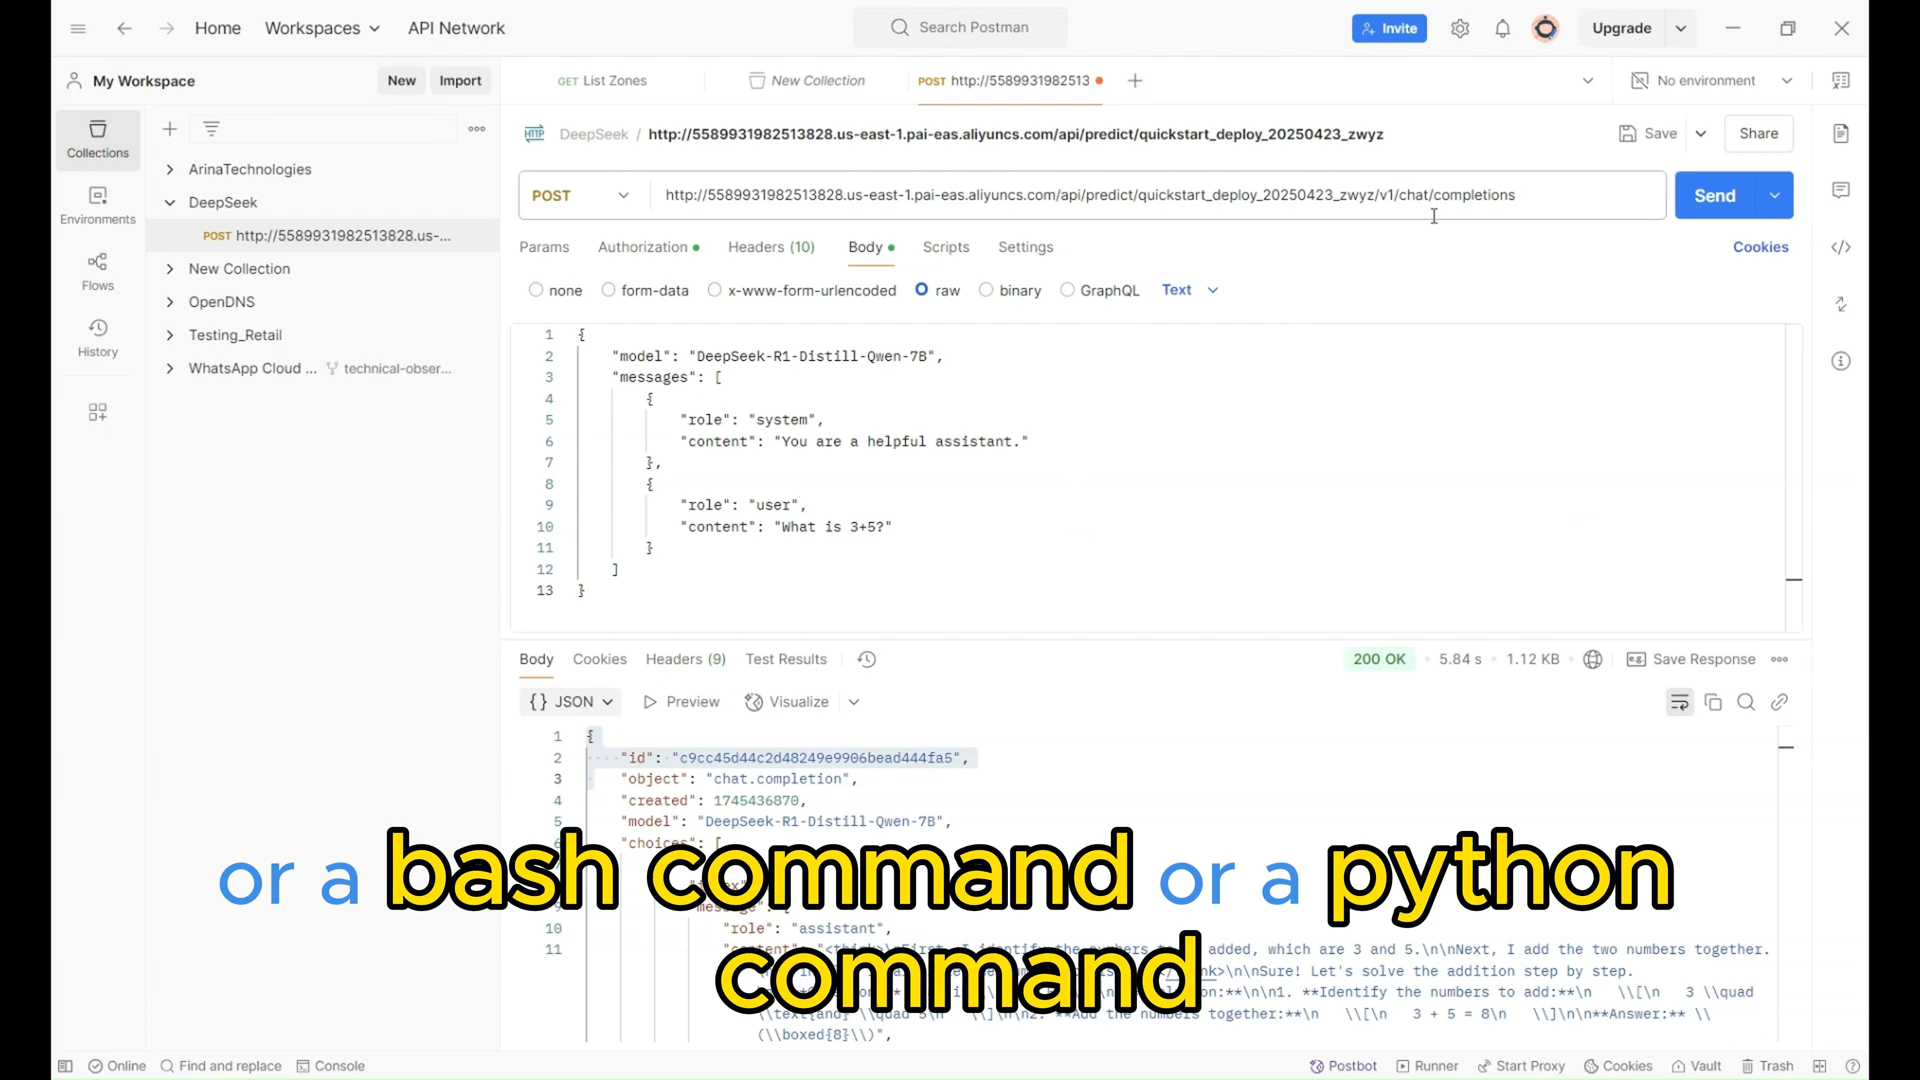 Home Workspaces API Network Search Postman Invite Upgrade
My Workspace New Import GET List Zones New Collection POST http://5589931982513 No environment
Collections
Environments
Flows
History
ArinaTechnologies
DeepSeek
POST http://5589931982513828.us-...
New Collection
OpenDNS
Testing_Retail
WhatsApp Cloud ... technical-obser...
HTTP DeepSeek / http://5589931982513828.us-east-1.pai-eas.aliyuncs.com/api/predict/quickstart_deploy_20250423_zwyz Save Share
POST http://5589931982513828.us-east-1.pai-eas.aliyuncs.com/api/predict/quickstart_deploy_20250423_zwyz/v1/chat/completions Send
Params Authorization Headers (10) Body Scripts Settings Cookies
none form-data x-www-form-urlencoded raw binary GraphQL Text
1 {
2 "model": "DeepSeek-R1-Distill-Qwen-7B",
3 "messages": [
4 {
5 "role": "system",
6 "content": "You are a helpful assistant."
7 },
8 {
9 "role": "user",
10 "content": "What is 3+5?"
11 }
12 ]
13 }
Body Cookies Headers (9) Test Results 200 OK 5.84 s 1.12 KB Save Response
{} JSON Preview Visualize
1 {
2 "id": "c9cc45d44c2d48249e9906bead444fa5",
3 "object": "chat.completion",
4 "created": 1745436870,
5 "model": "DeepSeek-R1-Distill-Qwen-7B",
"choices": [
10 "role": "assistant",
11 added, which are 3 and 5.\n\nNext, I add the two numbers together.
\n\nSure! Let's solve the addition step by step.
:**\n\n1. **Identify the numbers to add:**\n \\[\n 3 \\quad
together:**\n \\[\n 3 + 5 = 8\n \\]\n\n**Answer:** \\
(\\boxed{8}\\)",
or a bash command or a python
command
Online Find and replace Console Postbot Runner Start Proxy Cookies Vault Trash